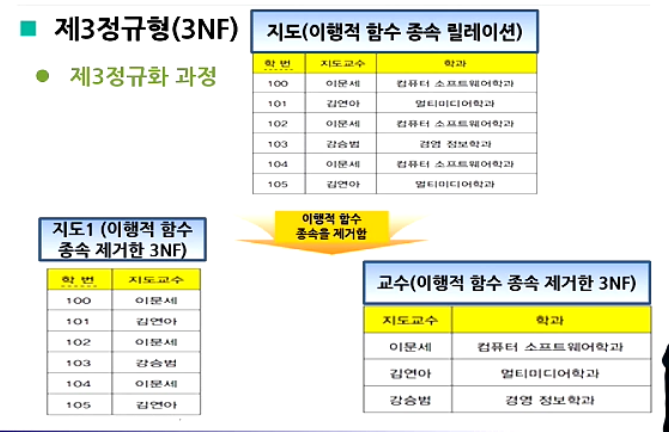 제3정규형(3NF)
제3정규화 과정
지도(이행적 함수 종속 릴레이션)
학 번 지도교수 학과
100 이문세 컴퓨터 소프트웨어학과
101 김연아 멀티미디어학과
102 이문세 컴퓨터 소프트웨어학과
103 강승범 경영 정보학과
104 이문세 컴퓨터 소프트웨어학과
105 김연아 멀티미디어학과
이행적 함수
종속을 제거함
지도1 (이행적 함수
종속 제거한 3NF)
학 번 지도교수
100 이문세
101 김연아
102 이문세
103 강승범
104 이문세
105 김연아
교수(이행적 함수 종속 제거한 3NF)
지도교수 학과
이문세 컴퓨터 소프트웨어학과
김연아 멀티미디어학과
강승범 경영 정보학과